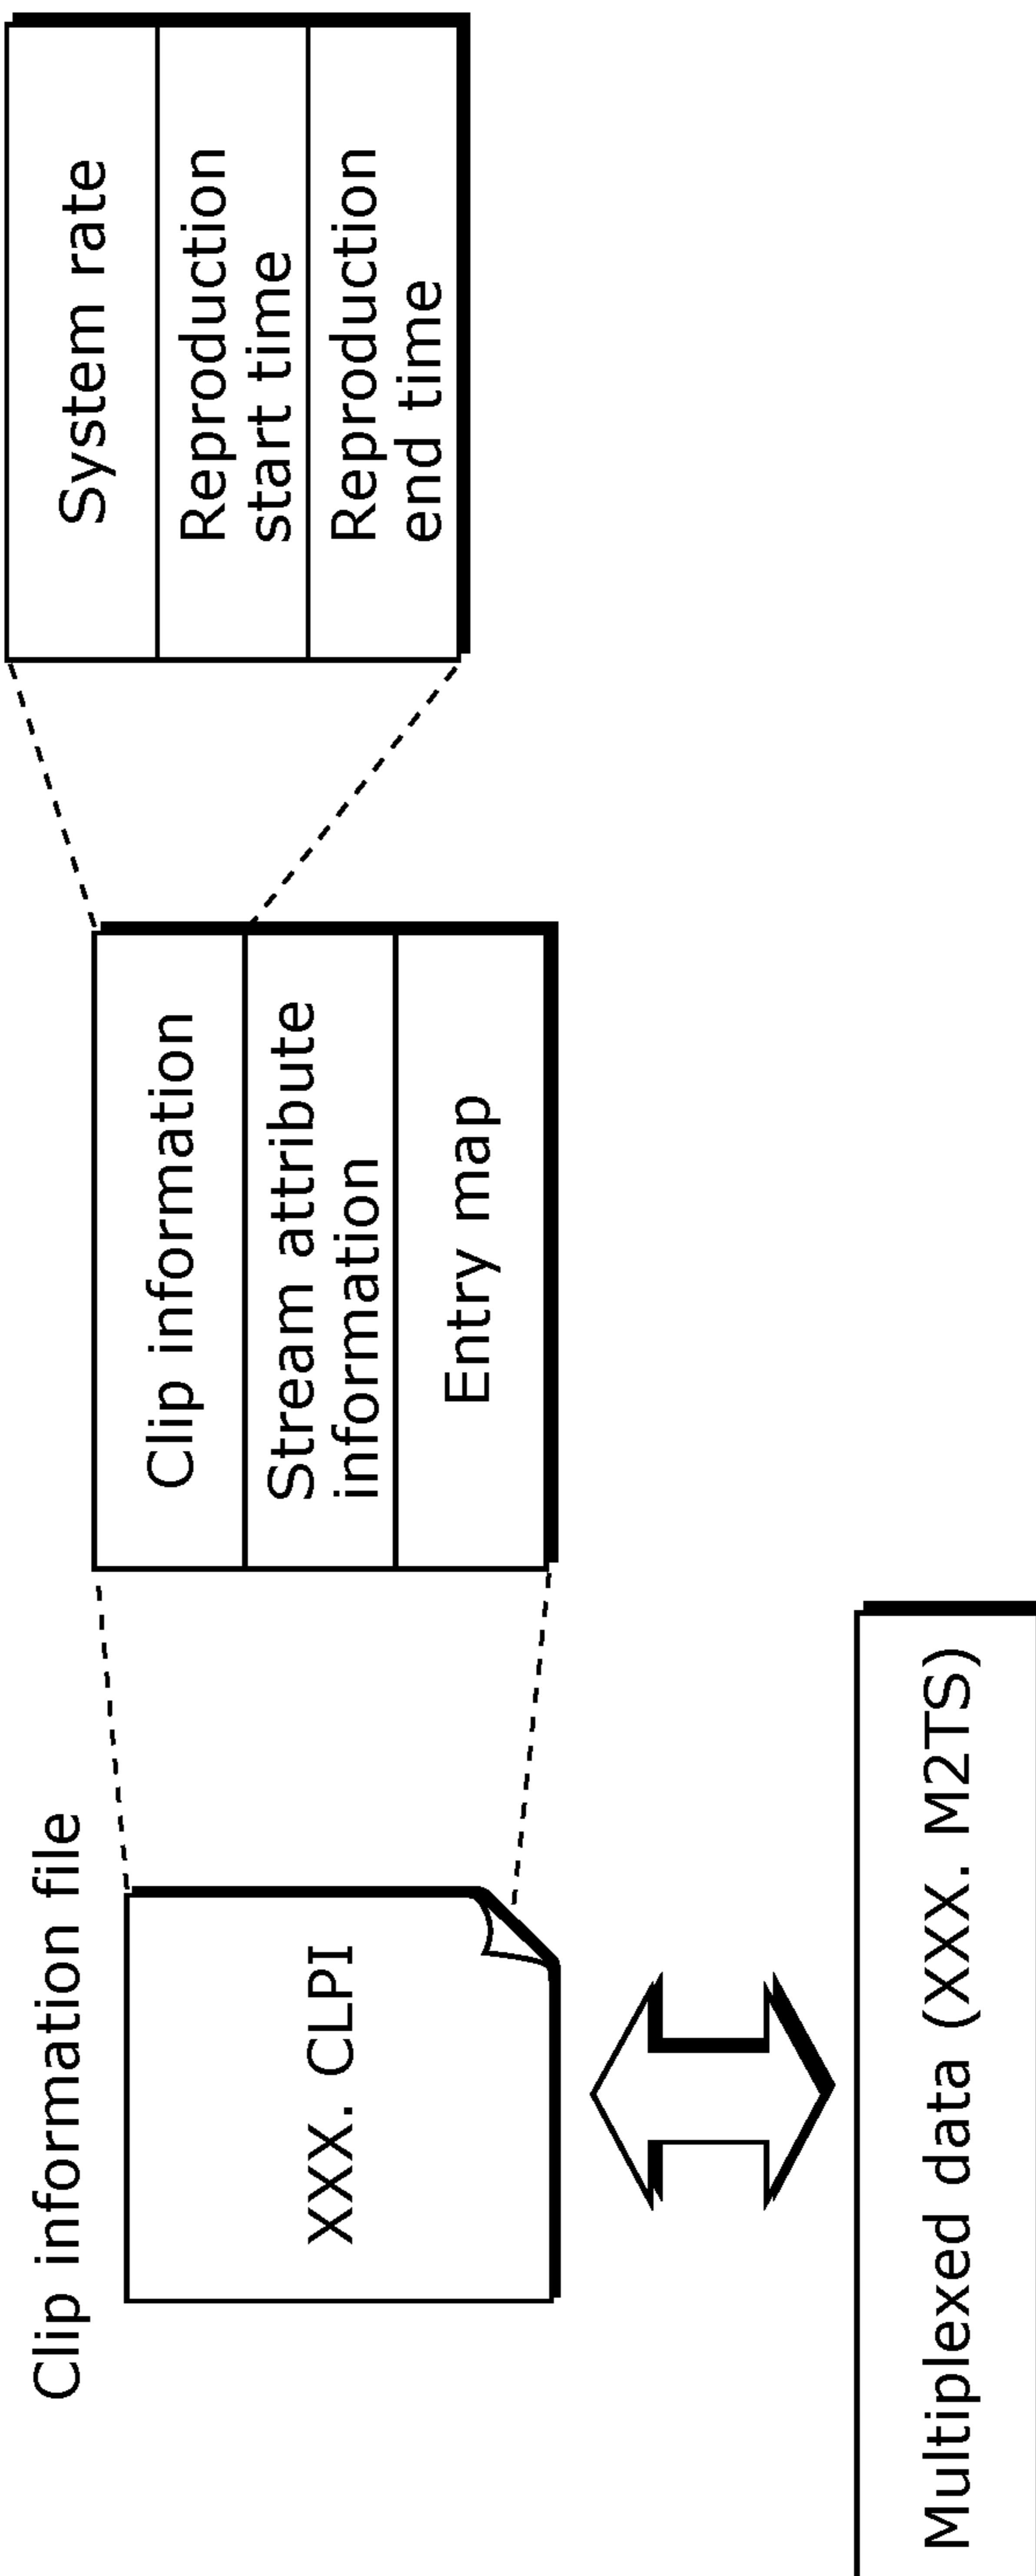 Clip information file
XXX. CLPI
Clip information
Stream attribute
information
Entry map
System rate
Reproduction
start time
Reproduction
end time
Multiplexed data (XXX. M2TS)